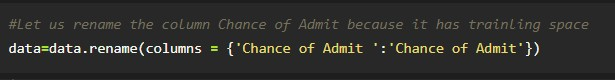 #Let us rename the column Chance of Admit because it has trainling space
data=data.rename(columns = {'Chance of Admit ':'Chance of Admit'})